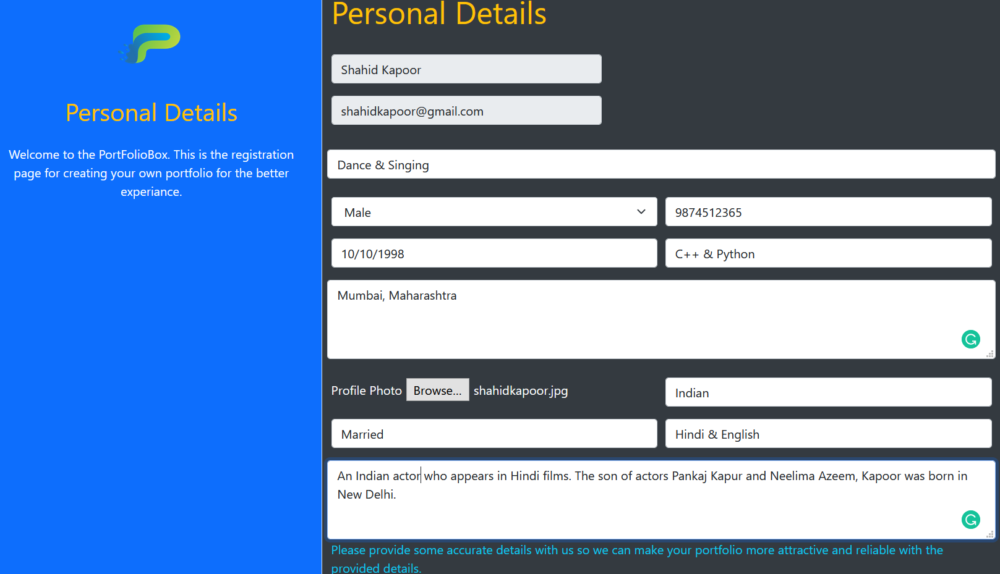 Personal Details
Welcome to the PortFolioBox. This is the registration
page for creating your own portfolio for the better
experiance.
Personal Details
Shahid Kapoor
shahidkapoor@gmail.com
Dance & Singing
Male
9874512365
10/10/1998
C++ & Python
Mumbai, Maharashtra
Profile Photo Browse... shahidkapoor.jpg
Indian
Married
Hindi & English
An Indian actor who appears in Hindi films. The son of actors Pankaj Kapur and Neelima Azeem, Kapoor was born in
New Delhi.
Please provide some accurate details with us so we can make your portfolio more attractive and reliable with the
provided details.